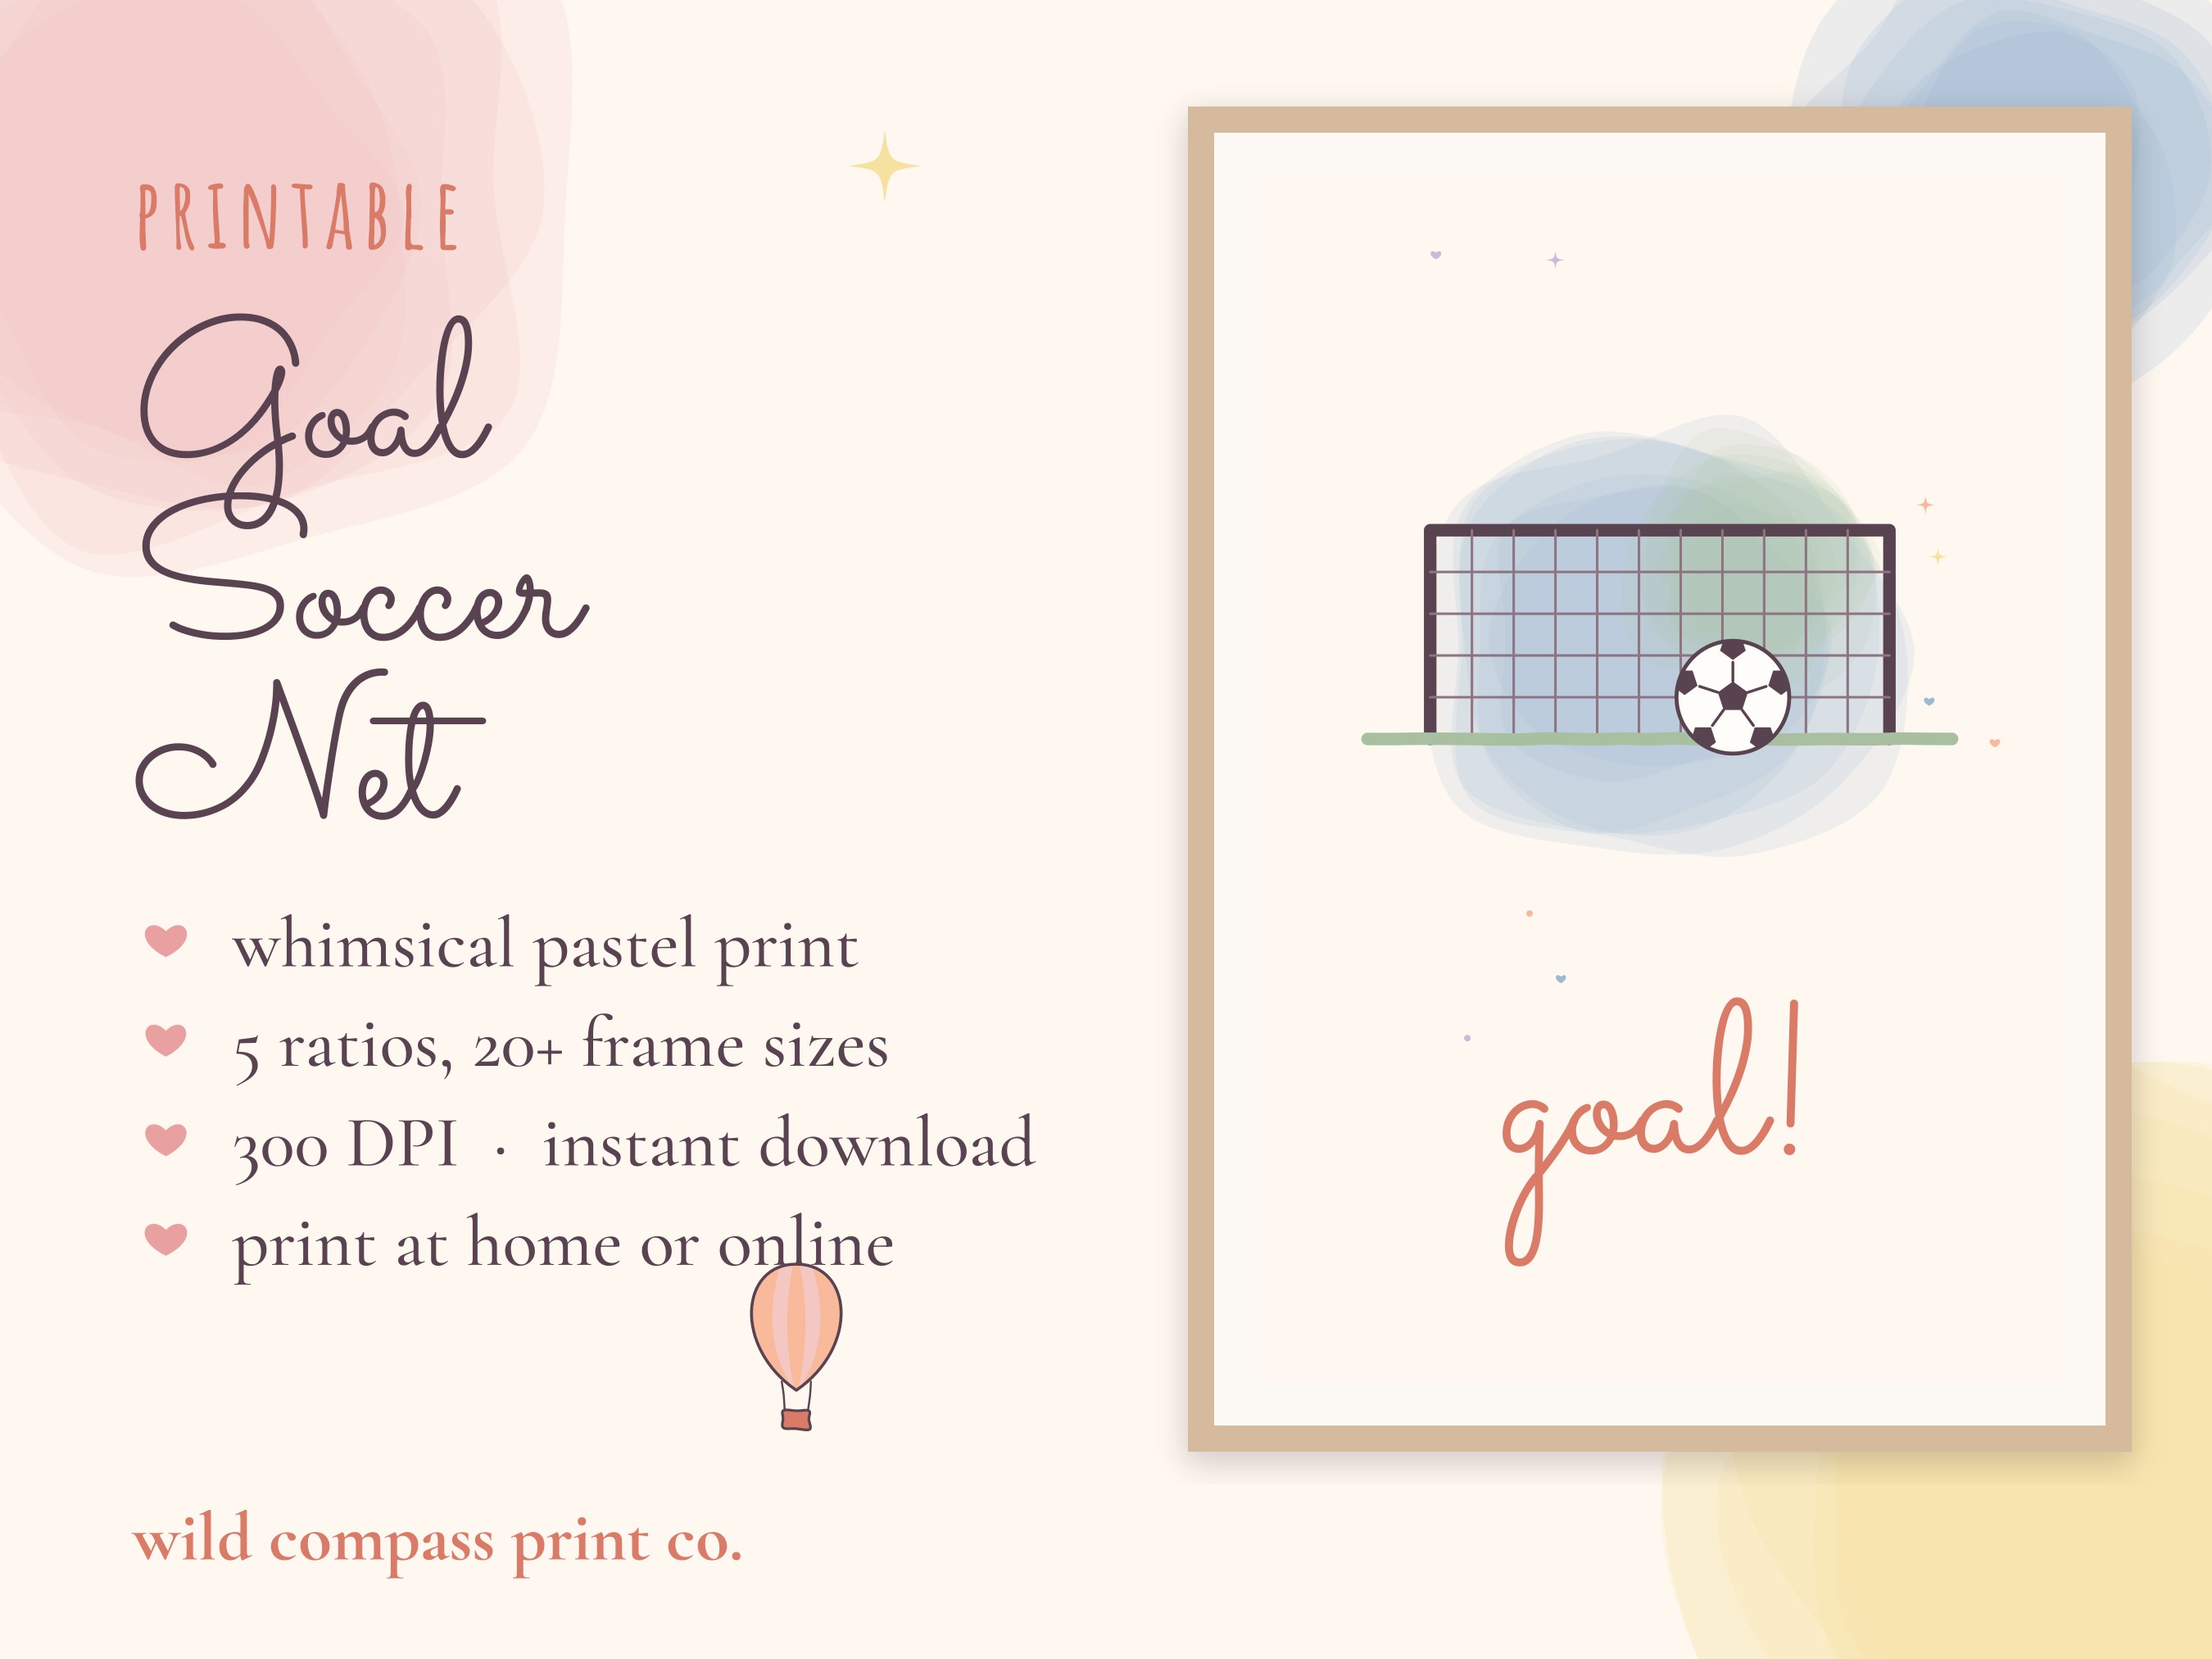 PRINTABLE
Goal
Soccer
Net
whimsical pastel print
5 ratios, 20+ frame sizes
300 DPI · instant download
print at home or online
wild compass print co.
goal!